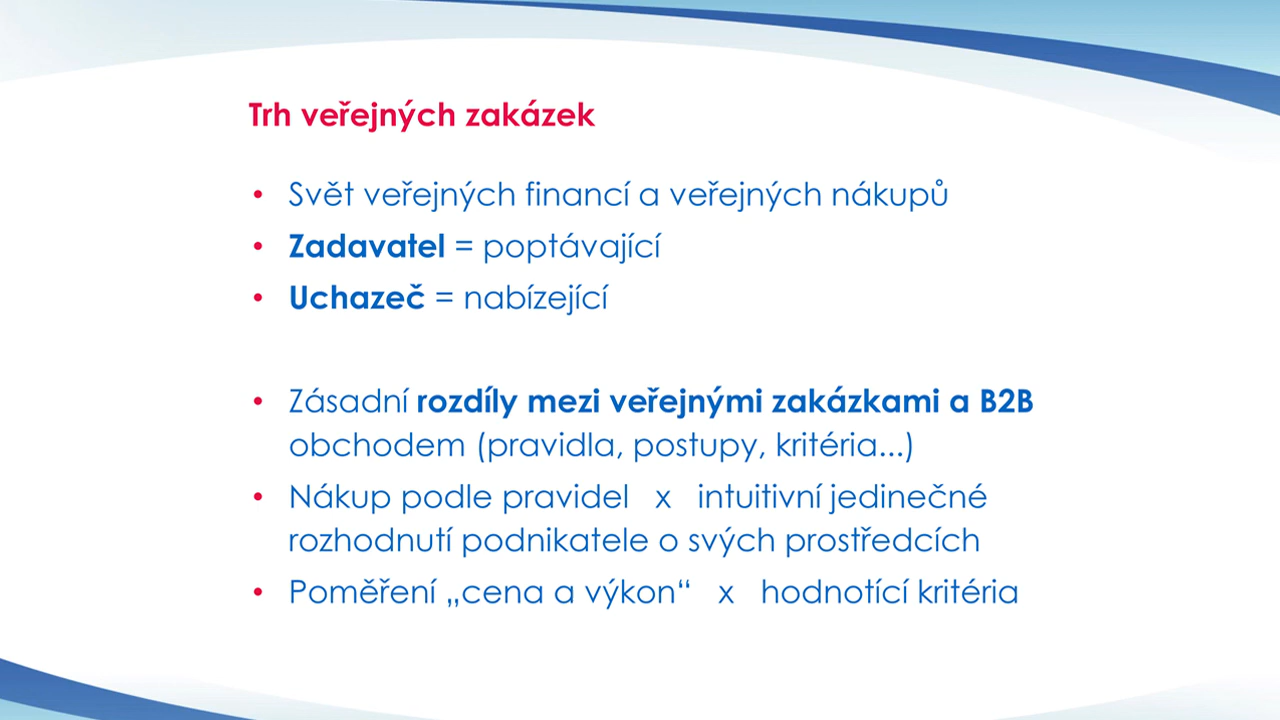 Trh veřejných zakázek
• Svět veřejných financí a veřejných nákupů
• Zadavatel = poptávající
• Uchazeč = nabízející
• Zásadní rozdíly mezi veřejnými zakázkami a B2B
obchodem (pravidla, postupy, kritéria...)
• Nákup podle pravidel x intuitivní jedinečné
rozhodnutí podnikatele o svých prostředcích
• Poměření „cena a výkon“ x hodnotící kritéria